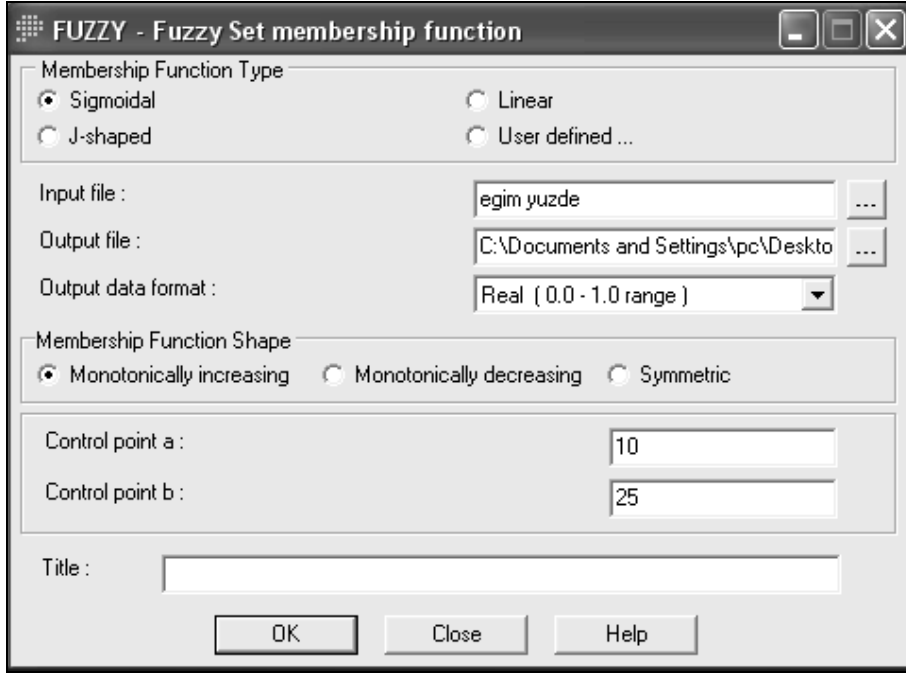 FUZZY - Fuzzy Set membership function
Membership Function Type
Sigmoidal
Linear
J-shaped
User defined ...
Input file :
egim yuzde
...
Output file :
C:\Documents and Settings\pc\Deskto
...
Output data format :
Real ( 0.0 - 1.0 range )
Membership Function Shape
Monotonically increasing
Monotonically decreasing
Symmetric
Control point a :
10
Control point b :
25
Title :
OK
Close
Help